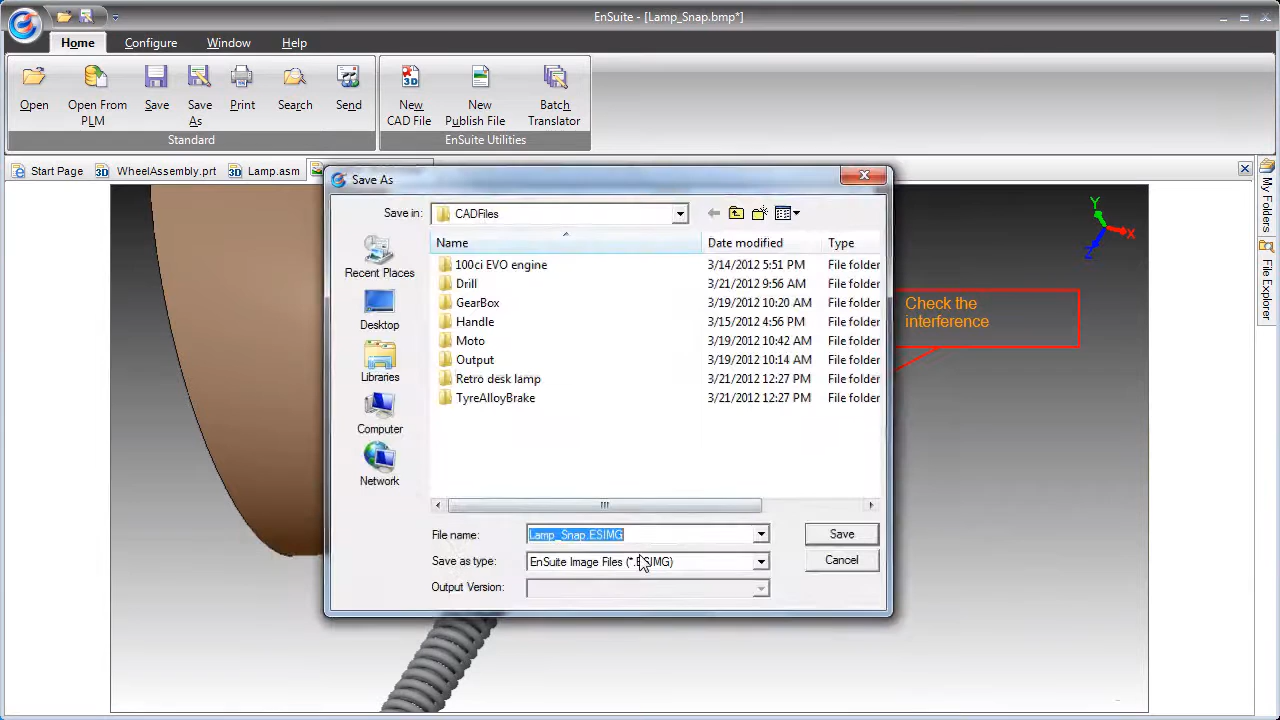 EnSuite - [Lamp_Snap.bmp*]
Home Configure Window Help
Open
Open From PLM
Save
Save As
Print
Search
Send
New CAD File
New Publish File
Batch Translator
Standard
EnSuite Utilities
Start Page WheelAssembly.prt Lamp.asm
Save As
Save in: CADFiles
Recent Places
Desktop
Libraries
Computer
Network
Name Date modified Type
100ci EVO engine 3/14/2012 5:51 PM File folder
Drill 3/21/2012 9:56 AM File folder
GearBox 3/19/2012 10:20 AM File folder
Handle 3/15/2012 4:56 PM File folder
Moto 3/19/2012 10:42 AM File folder
Output 3/19/2012 10:14 AM File folder
Retro desk lamp 3/21/2012 12:27 PM File folder
TyreAlloyBrake 3/21/2012 12:27 PM File folder
File name: Lamp_Snap.ESIMG Save
Save as type: EnSuite Image Files (*.ESIMG) Cancel
Output Version:
Y
X
Z
Check the
interference
My Folders
File Explorer
3D
3D
3D